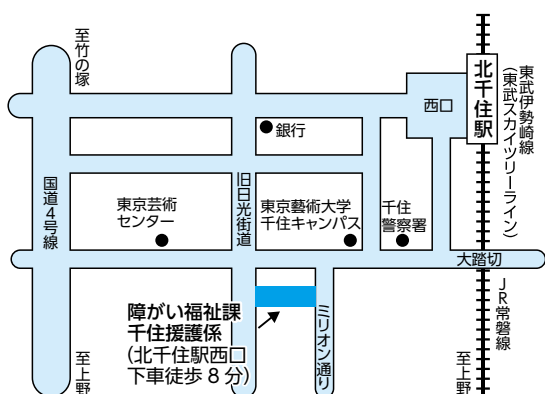 至竹の塚
北千住駅
東武伊勢崎線
(東武スカイツリーライン)
西口
銀行
国道4号線
東京芸術
センター
旧日光街道
東京藝術大学
千住キャンパス
千住
警察署
大踏切
障がい福祉課
千住援護係
(北千住駅西口
下車徒歩8分)
ミリオン通り
JR常磐線
至上野
至上野